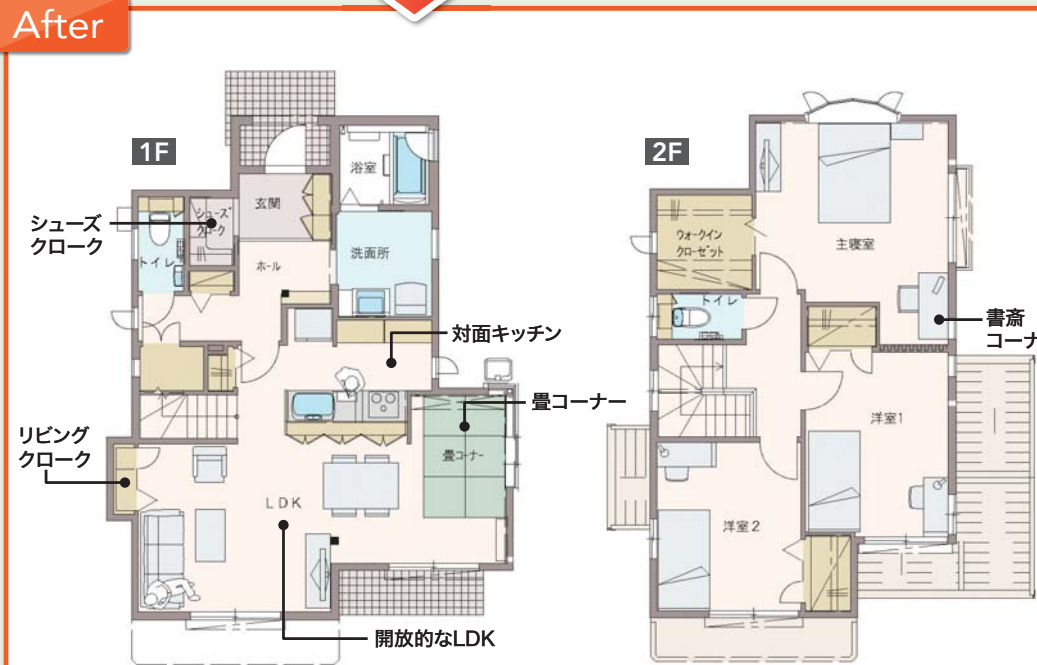 After
1F
シューズ
クローク
シューズ
クローク
玄関
浴室
トイレ
ホール
洗面所
対面キッチン
畳コーナー
畳コーナー
リビング
クローク
LDK
開放的なLDK
2F
ウォークイン
クローゼット
主寝室
トイレ
書斎
コーナ
洋室1
洋室2